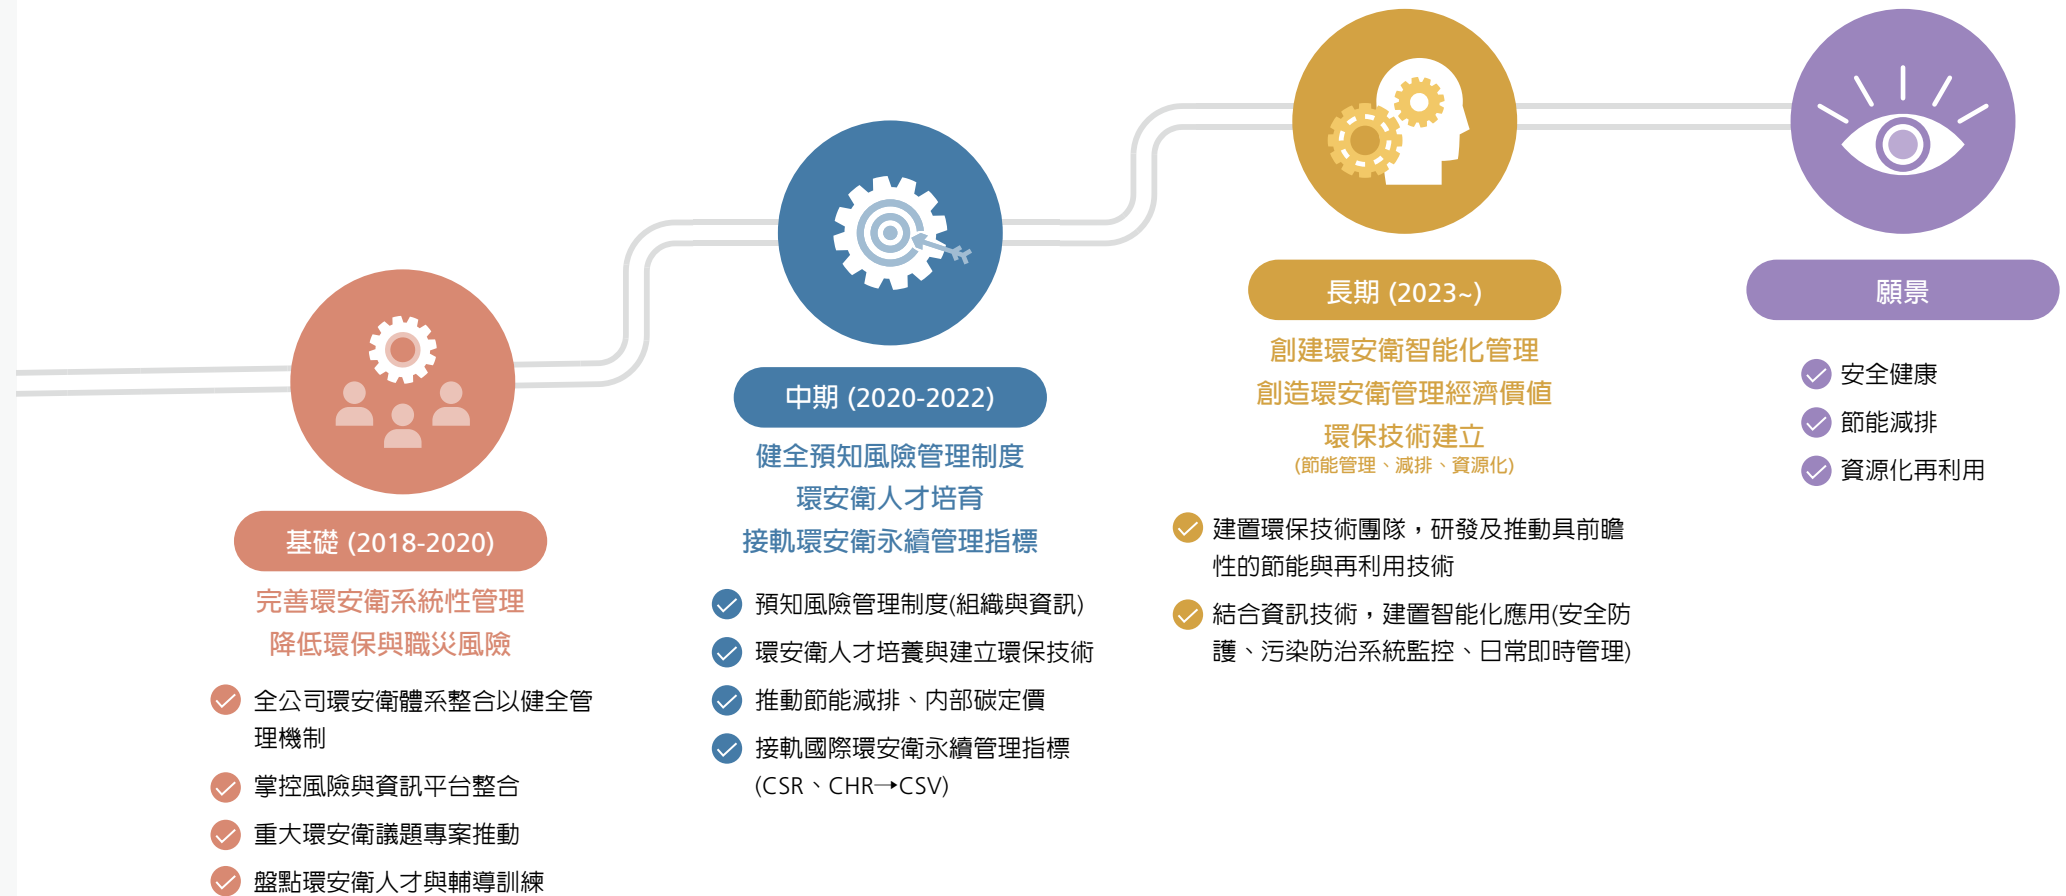 基礎 (2018-2020)
完善環安衛系統性管理
降低環保與職災風險
全公司環安衛體系整合以健全管
理機制
掌控風險與資訊平台整合
重大環安衛議題專案推動
盤點環安衛人才與輔導訓練
中期 (2020-2022)
健全預知風險管理制度
環安衛人才培育
接軌環安衛永續管理指標
預知風險管理制度(組織與資訊)
環安衛人才培養與建立環保技術
推動節能減排、內部碳定價
接軌國際環安衛永續管理指標
(CSR、CHR→CSV)
長期 (2023~)
創建環安衛智能化管理
創造環安衛管理經濟價值
環保技術建立
(節能管理、減排、資源化)
建置環保技術團隊，研發及推動具前瞻
性的節能與再利用技術
結合資訊技術，建置智能化應用(安全防
護、污染防治系統監控、日常即時管理)
願景
安全健康
節能減排
資源化再利用